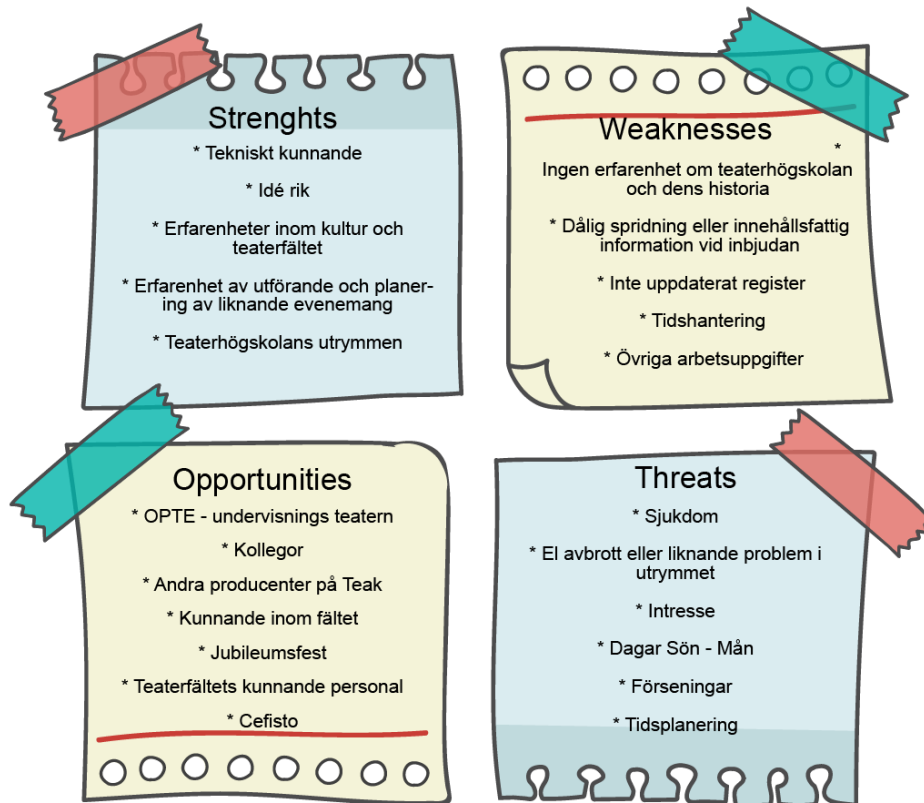 Strenghts
* Tekniskt kunnande
* Idé rik
* Erfarenheter inom kultur och
teaterfältet
* Erfarenhet av utförande och planer-
ing av liknande evenemang
* Teaterhögskolans utrymmen
Weaknesses
*
Ingen erfarenhet om teaterhögskolan
och dens historia
* Dålig spridning eller innehållsfattig
information vid inbjudan
* Inte uppdaterat register
* Tidshantering
* Övriga arbetsuppgifter
Opportunities
* OPTE - undervisnings teatern
* Kollegor
* Andra producenter på Teak
* Kunnande inom fältet
* Jubileumsfest
* Teaterfältets kunnande personal
* Cefisto
Threats
* Sjukdom
* El avbrott eller liknande problem i
utrymmet
* Intresse
* Dagar Sön - Mån
* Förseningar
* Tidsplanering